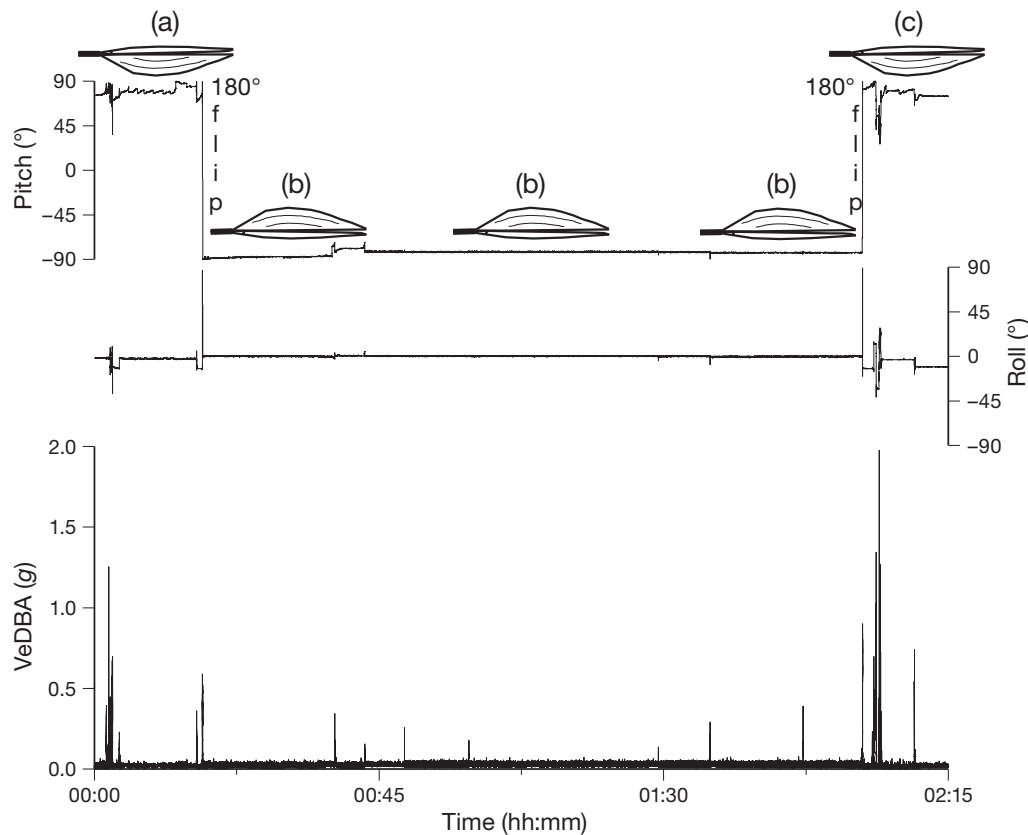 (a)
(c)
90
45
0
−45
−90
Pitch (°)
180°
f
l
i
p
(b)
(b)
(b)
180°
f
l
i
p
90
45
0
−45
−90
Roll (°)
2.0
1.5
1.0
0.5
0.0
VeDBA (g)
00:00
00:45
01:30
02:15
Time (hh:mm)